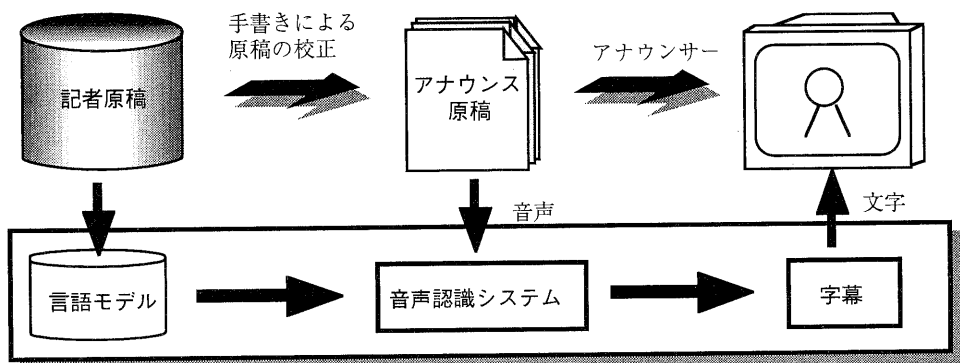 手書きによる
原稿の校正
アナウンサー
記者原稿
アナウンス
原稿
音声
文字
言語モデル
音声認識システム
字幕